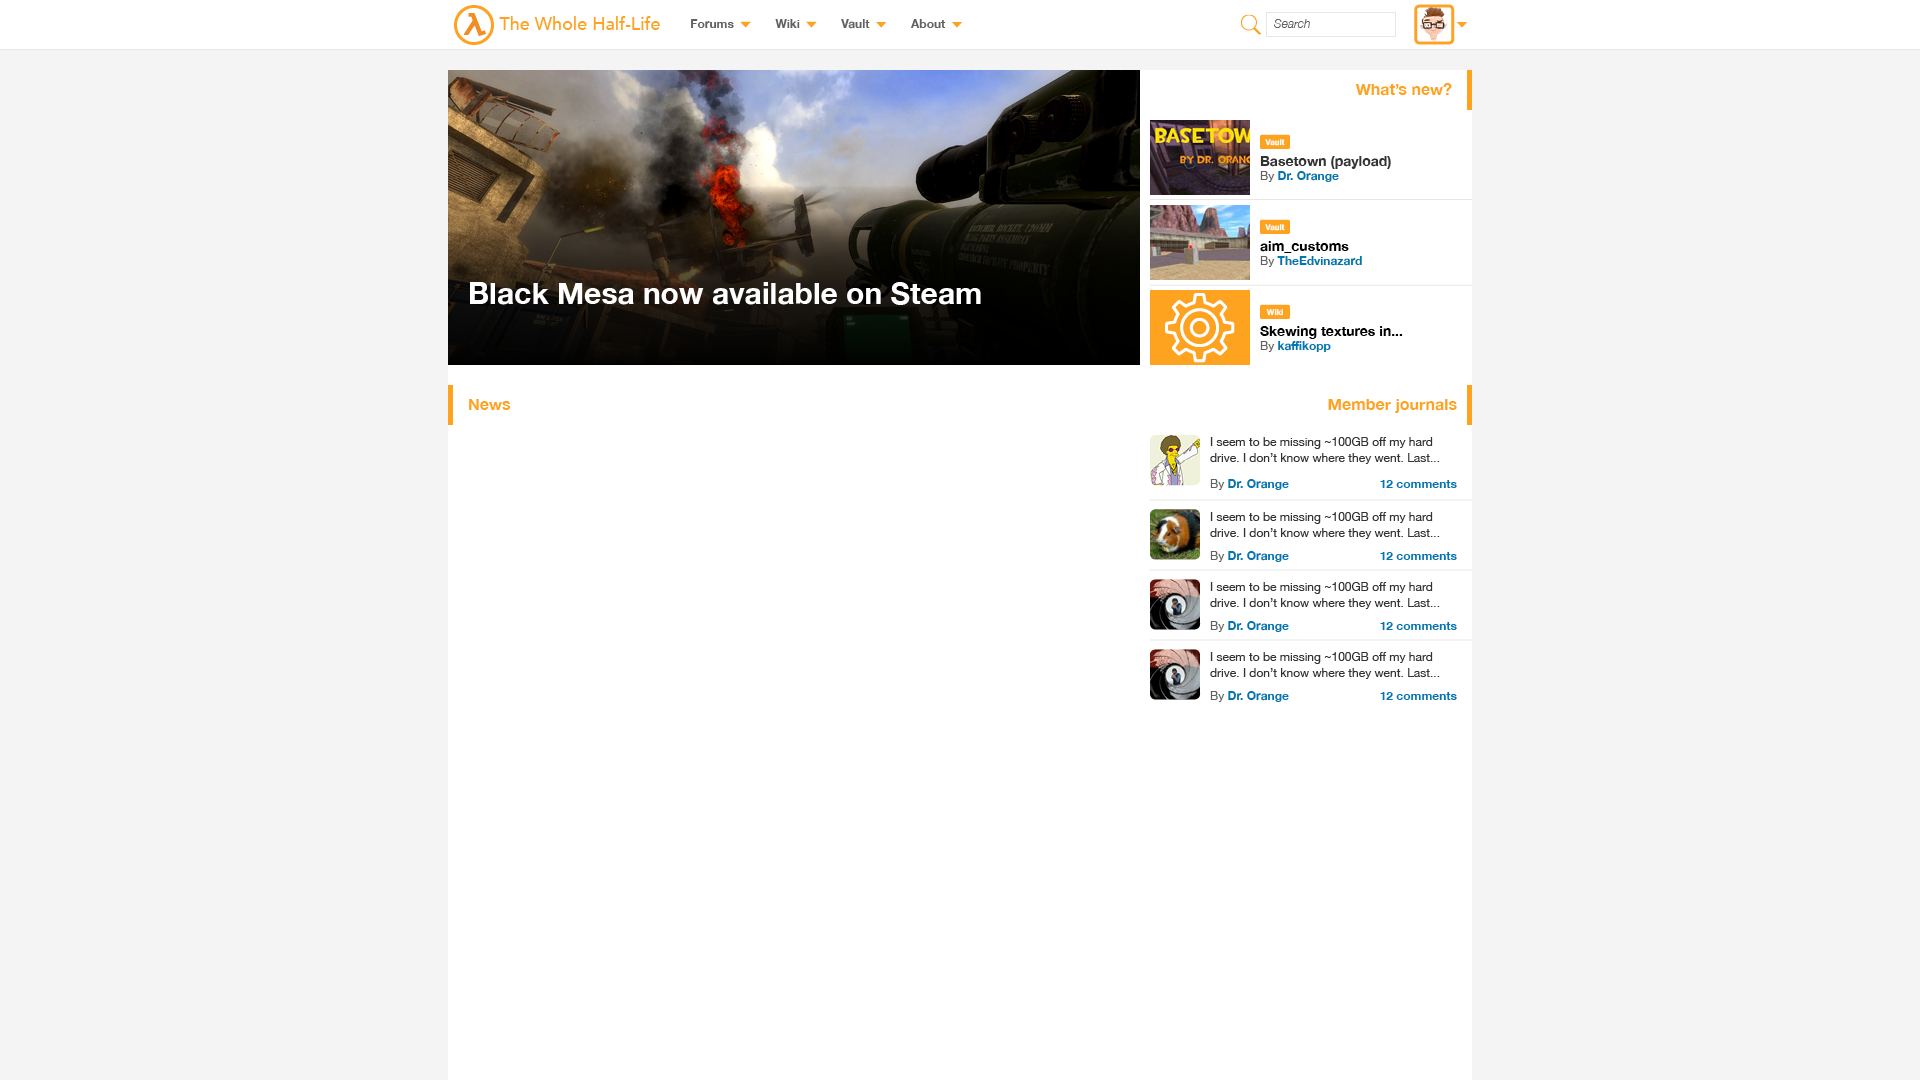 The Whole Half-Life
Forums
Wiki
Vault
About
Search
Black Mesa now available on Steam
What's new?
BASETOW
BY DR. ORANG
Vault
Basetown (payload)
By Dr. Orange
Vault
aim_customs
By TheEdvinazard
Wiki
Skewing textures in...
By kaffikopp
News
Member journals
I seem to be missing ~100GB off my hard
drive. I don't know where they went. Last...
By Dr. Orange
12 comments
I seem to be missing ~100GB off my hard
drive. I don't know where they went. Last...
By Dr. Orange
12 comments
I seem to be missing ~100GB off my hard
drive. I don't know where they went. Last...
By Dr. Orange
12 comments
I seem to be missing ~100GB off my hard
drive. I don't know where they went. Last...
By Dr. Orange
12 comments